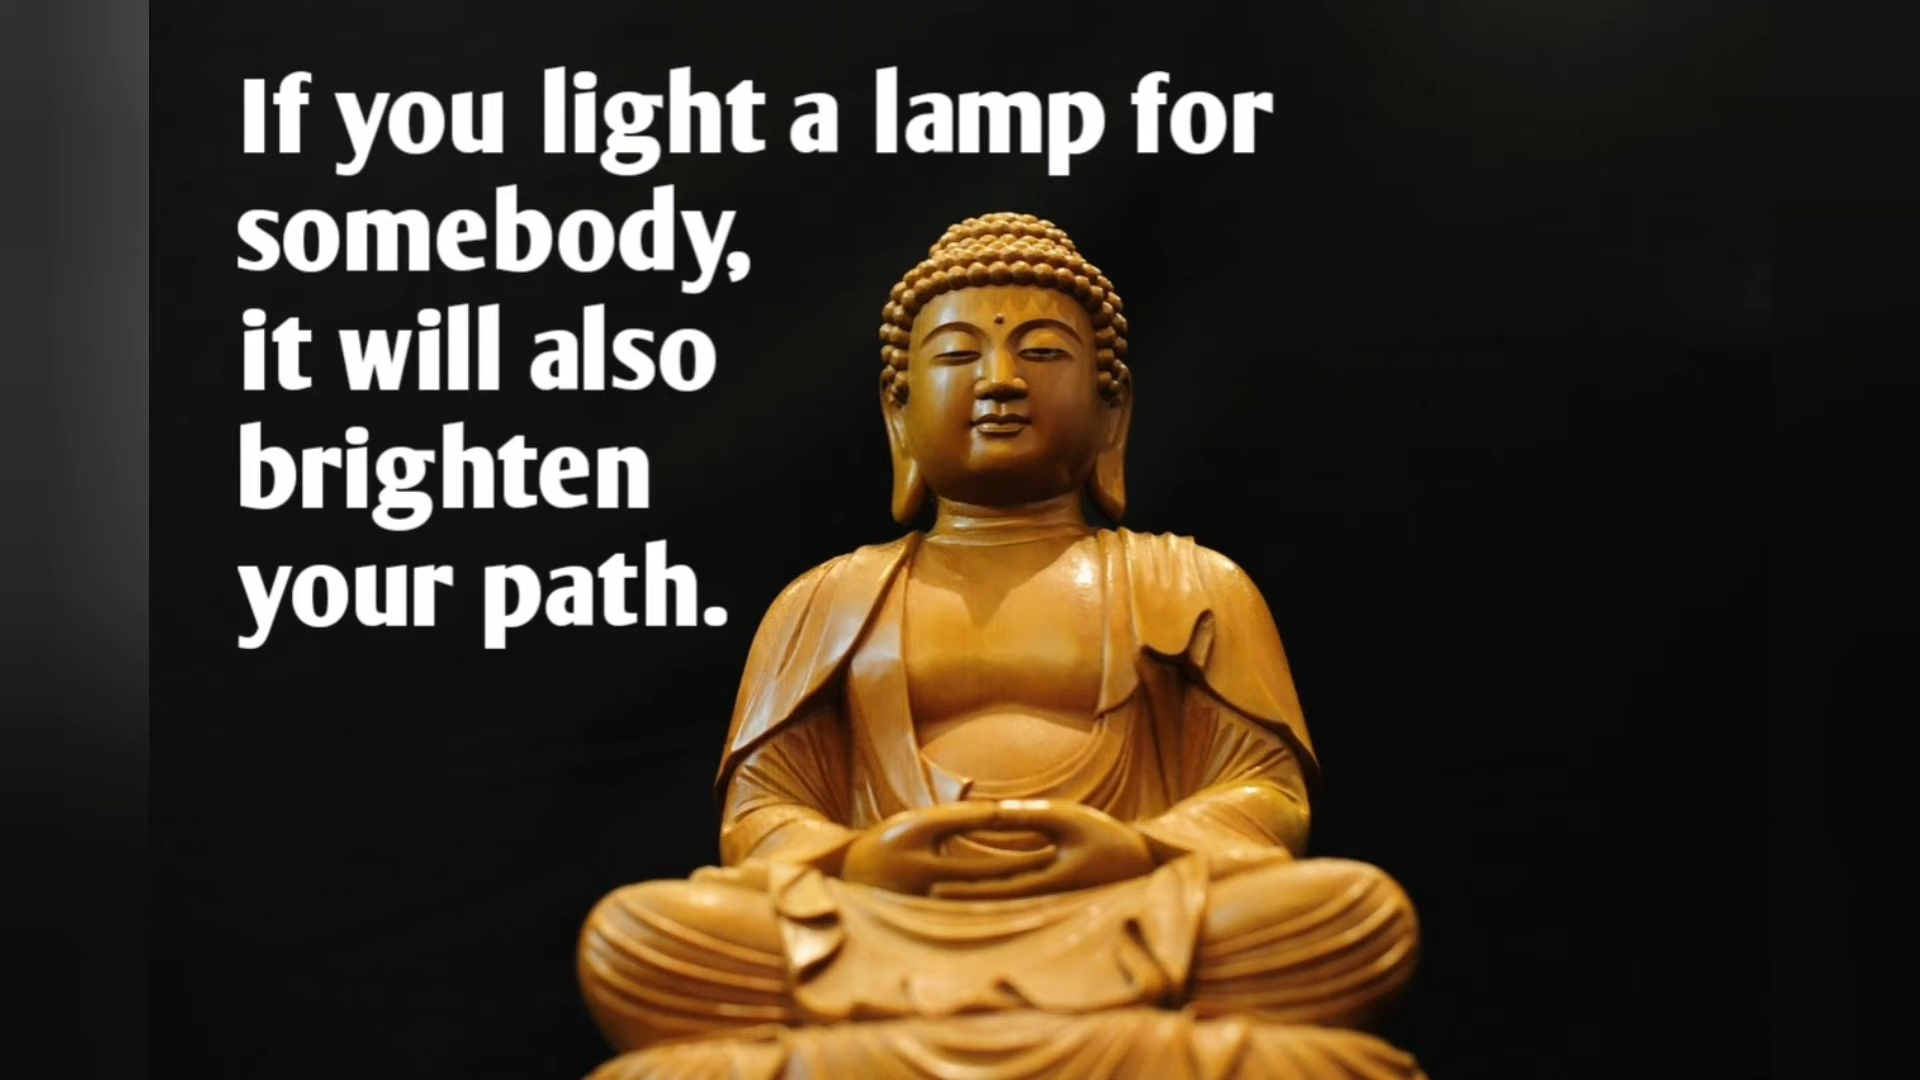 If you light a lamp for
somebody,
it will also
brighten
your path.